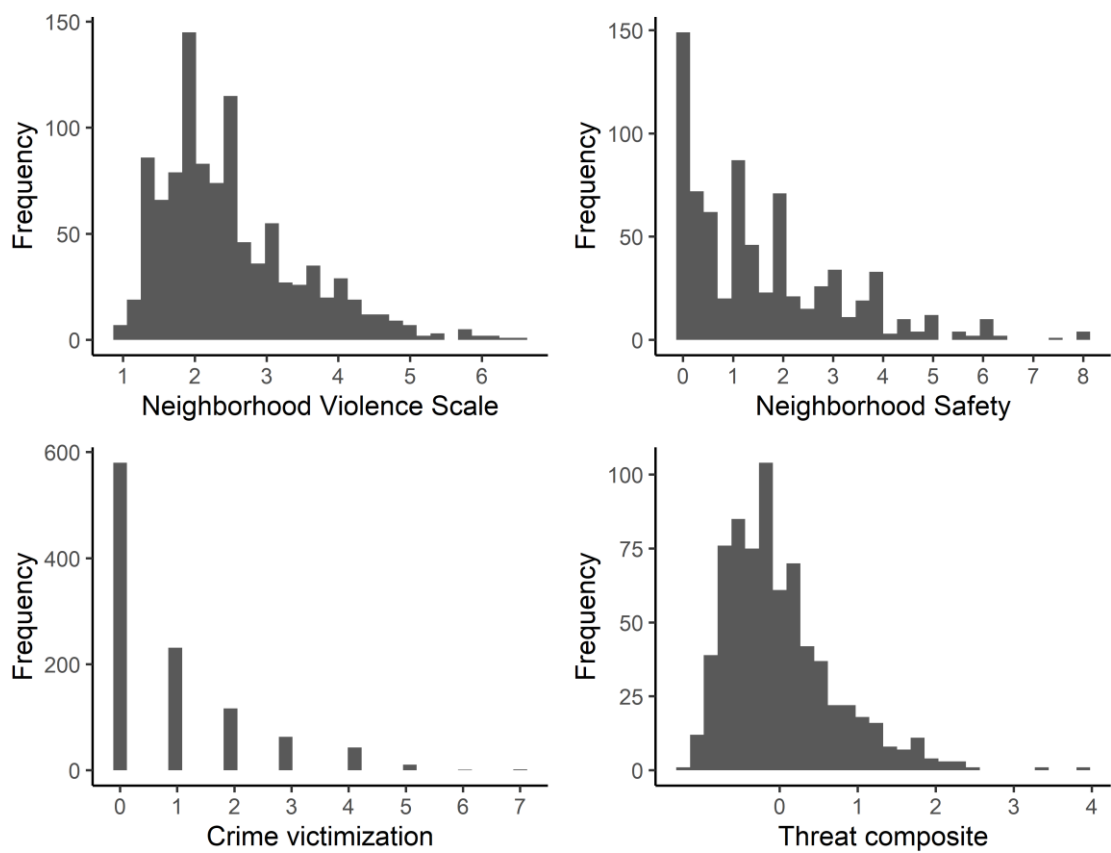 150
100
50
0
Frequency
1 2 3 4 5 6
Neighborhood Violence Scale
150
100
50
0
Frequency
0 1 2 3 4 5 6 7 8
Neighborhood Safety
600
400
200
0
Frequency
0 1 2 3 4 5 6 7
Crime victimization
100
75
50
25
0
Frequency
0 1 2 3 4
Threat composite